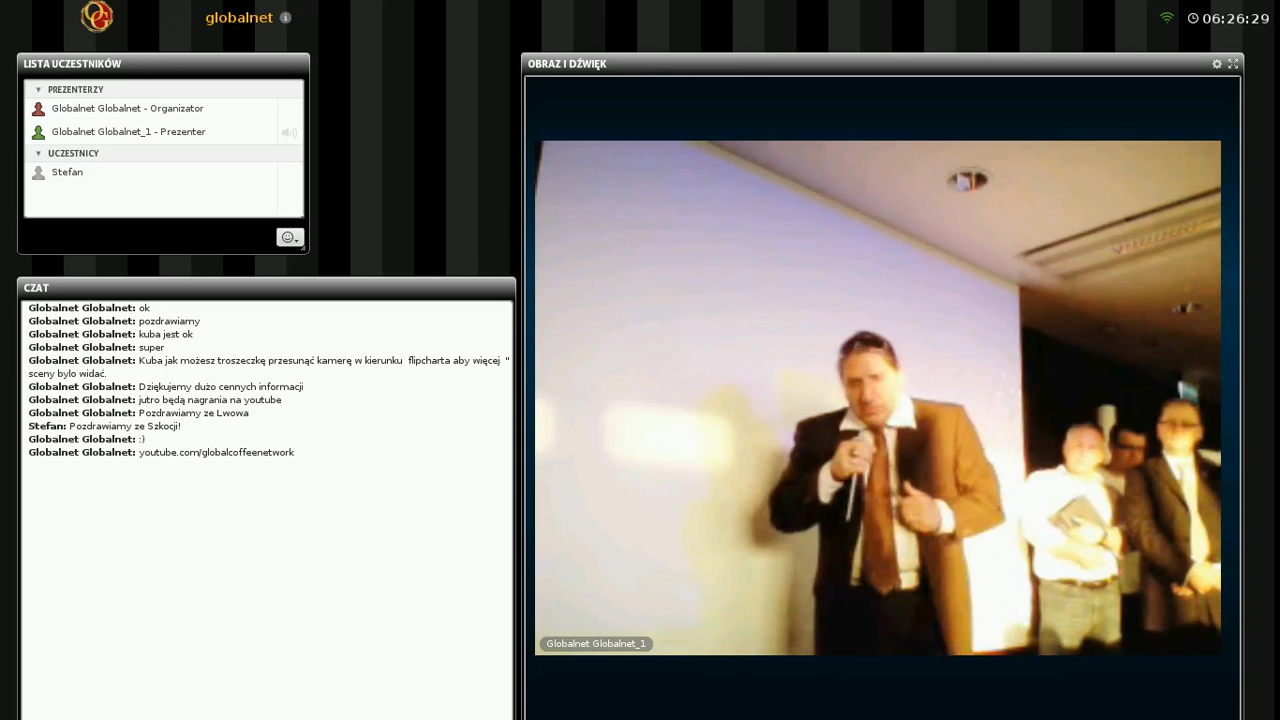 OG
globalnet
06:26:29
LISTA UCZESTNIKÓW
PREZENTERZY
Globalnet Globalnet - Organizator
Globalnet Globalnet_1 - Prezenter
UCZESTNICY
Stefan
CZAT
Globalnet Globalnet: ok
Globalnet Globalnet: pozdrawiamy
Globalnet Globalnet: kuba jest ok
Globalnet Globalnet: super
Globalnet Globalnet: Kuba jak możesz troszeczkę przesunąć kamerę w kierunku flipcharta aby więcej "
sceny bylo widać.
Globalnet Globalnet: Dziękujemy dużo cennych informacji
Globalnet Globalnet: jutro będą nagrania na youtube
Globalnet Globalnet: Pozdrawiamy ze Lwowa
Stefan: Pozdrawiamy ze Szkocji!
Globalnet Globalnet: :)
Globalnet Globalnet: youtube.com/globalcoffeenetwork
OBRAZ I DŹWIĘK
Globalnet Globalnet_1